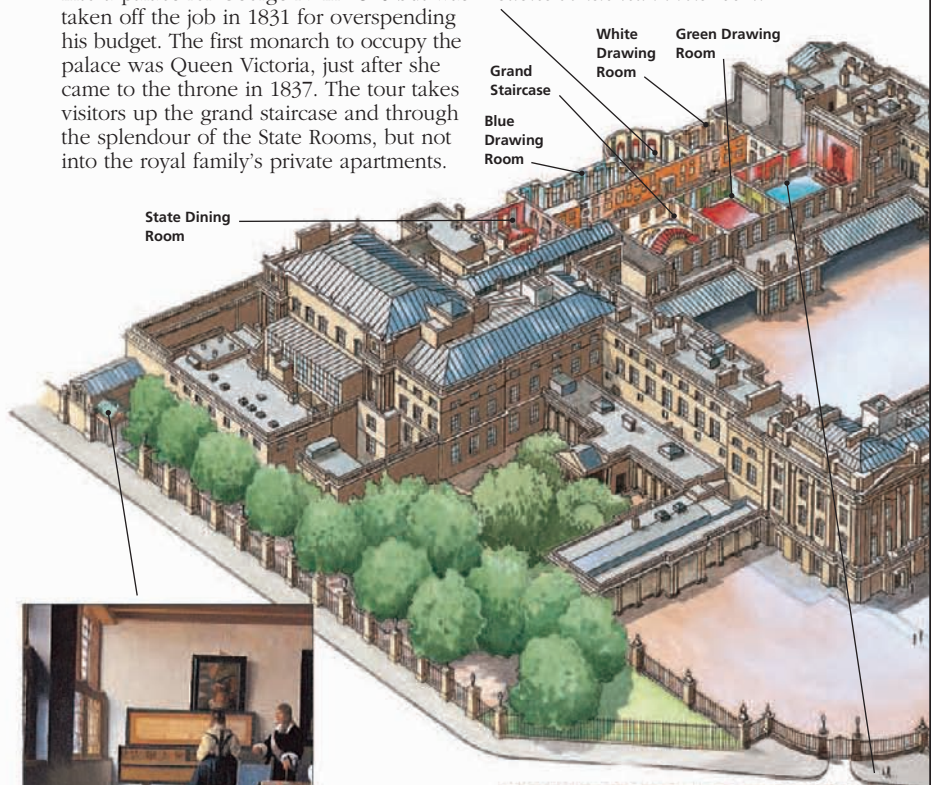 taken off the job in 1831 for overspending
his budget. The first monarch to occupy the
palace was Queen Victoria, just after she
came to the throne in 1837. The tour takes
visitors up the grand staircase and through
the splendour of the State Rooms, but not
into the royal family's private apartments.
White
Drawing
Room
Green Drawing
Room
Grand
Staircase
Blue
Drawing
Room
State Dining
Room